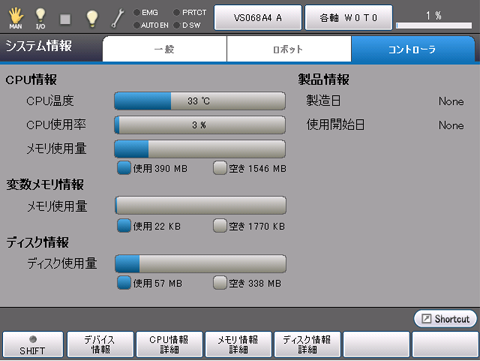 MAN
I/O
EMG
AUTO EN
PRTCT
D SW
VS068A4 A
各軸 W0T0
1 %
システム情報
一般
ロボット
コントローラ
CPU情報
CPU温度
33 ℃
CPU使用率
3 %
メモリ使用量
使用 390 MB
空き 1546 MB
変数メモリ情報
メモリ使用量
使用 22 KB
空き 1770 KB
ディスク情報
ディスク使用量
使用 57 MB
空き 338 MB
製品情報
製造日
None
使用開始日
None
Shortcut
SHIFT
デバイス
情報
CPU情報
詳細
メモリ情報
詳細
ディスク情報
詳細